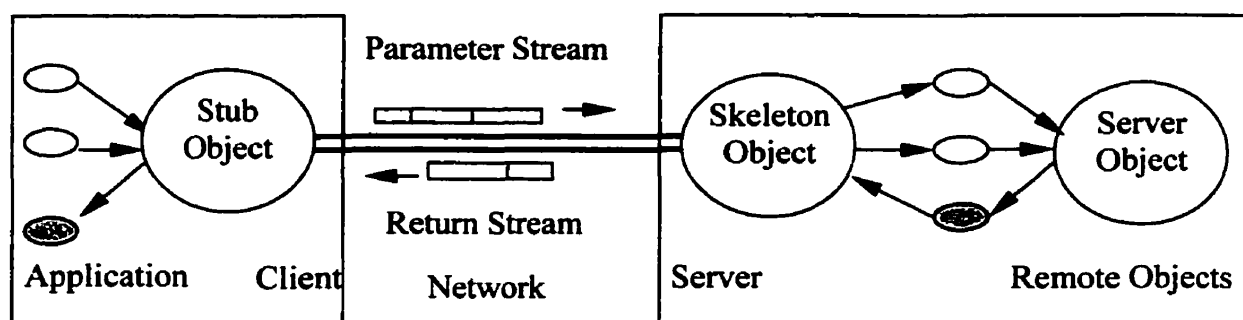 Parameter Stream
Stub
Object
Skeleton
Object
Server
Object
Return Stream
Application
Client
Network
Server
Remote Objects